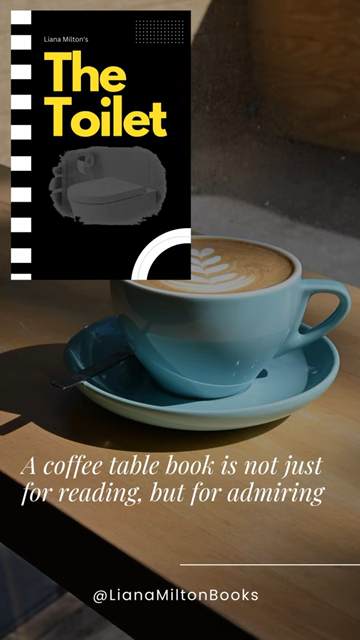 Liana Milton's
The
Toilet
A coffee table book is not just
for reading, but for admiring
@LianaMiltonBooks